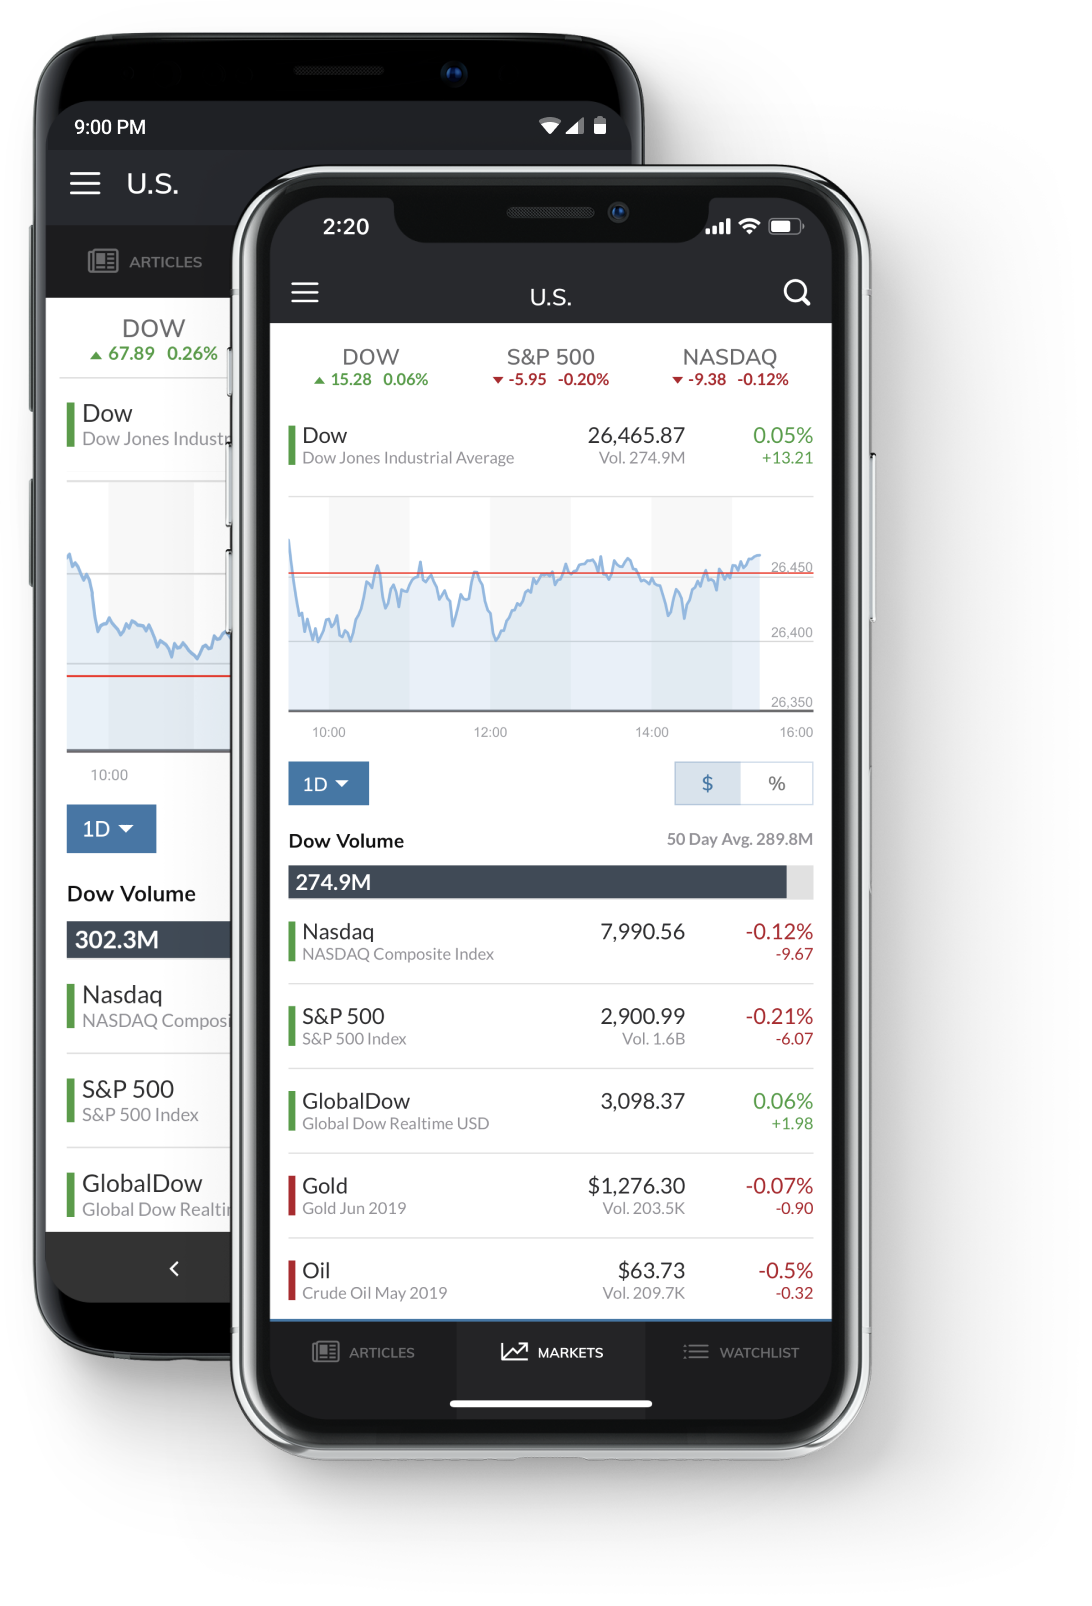 9:00 PM
U.S.
ARTICLES
DOW
67.89 0.26%
Dow
Dow Jones Industr
10:00
1D
Dow Volume
302.3M
Nasdaq
NASDAQ Composi
S&P 500
S&P 500 Index
GlobalDow
Global Dow Realti
2:20
U.S.
DOW S&P 500 NASDAQ
15.28 0.06% -5.95 -0.20% -9.38 -0.12%
Dow 26,465.87 0.05%
Dow Jones Industrial Average Vol. 274.9M +13.21
26,450
26,400
26,350
10:00 12:00 14:00 16:00
1D $ %
Dow Volume 50 Day Avg. 289.8M
274.9M
Nasdaq 7,990.56 -0.12%
NASDAQ Composite Index -9.67
S&P 500 2,900.99 -0.21%
S&P 500 Index Vol. 1.6B -6.07
GlobalDow 3,098.37 0.06%
Global Dow Realtime USD +1.98
Gold $1,276.30 -0.07%
Gold Jun 2019 Vol. 203.5K -0.90
Oil $63.73 -0.5%
Crude Oil May 2019 Vol. 209.7K -0.32
ARTICLES MARKETS WATCHLIST